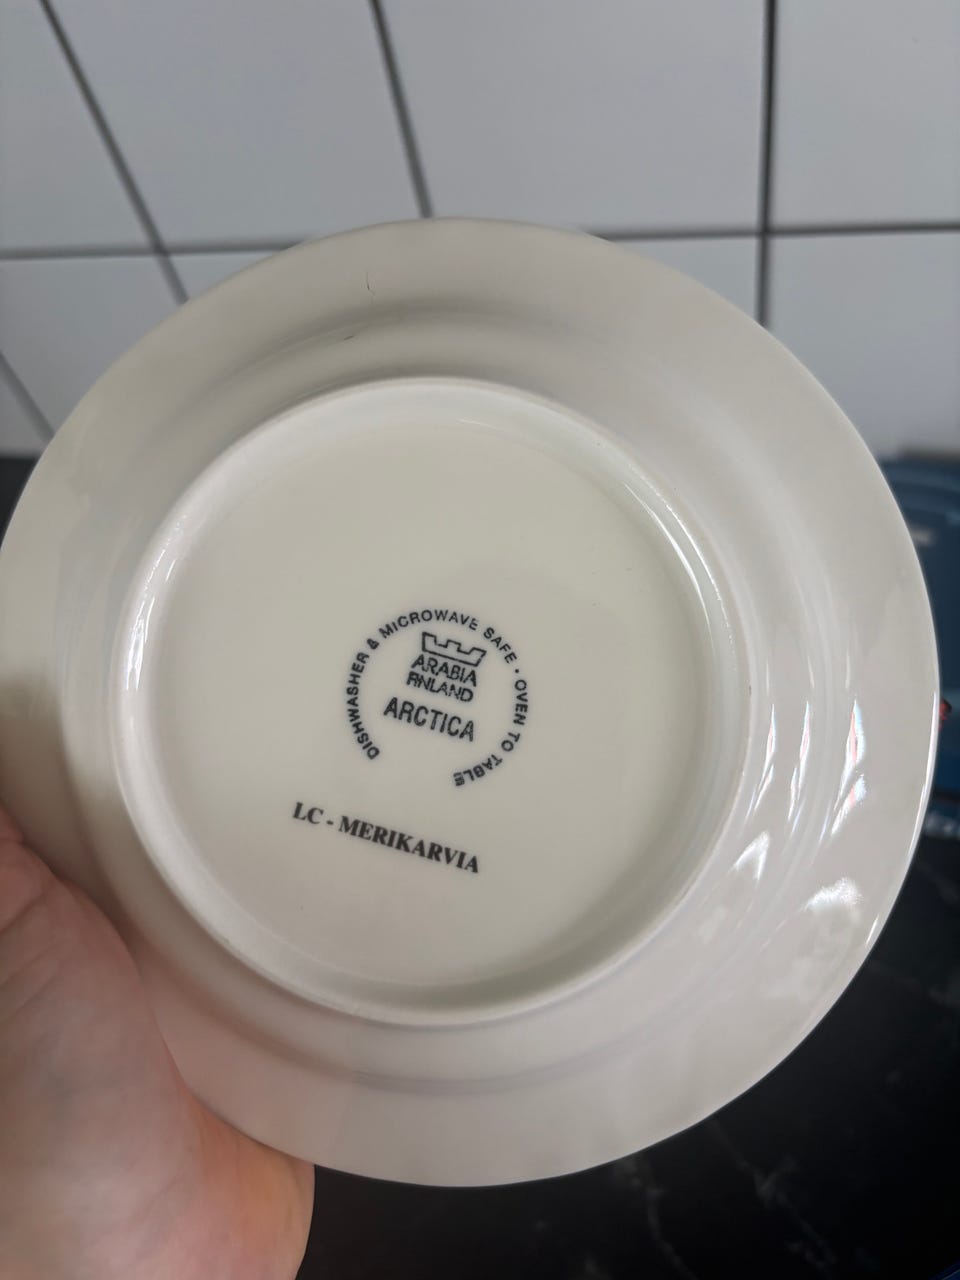 DISHWASHER & MICROWAVE SAFE · OVEN TO TABLE
ARABIA
FINLAND
ARCTICA
LC - MERIKARVIA